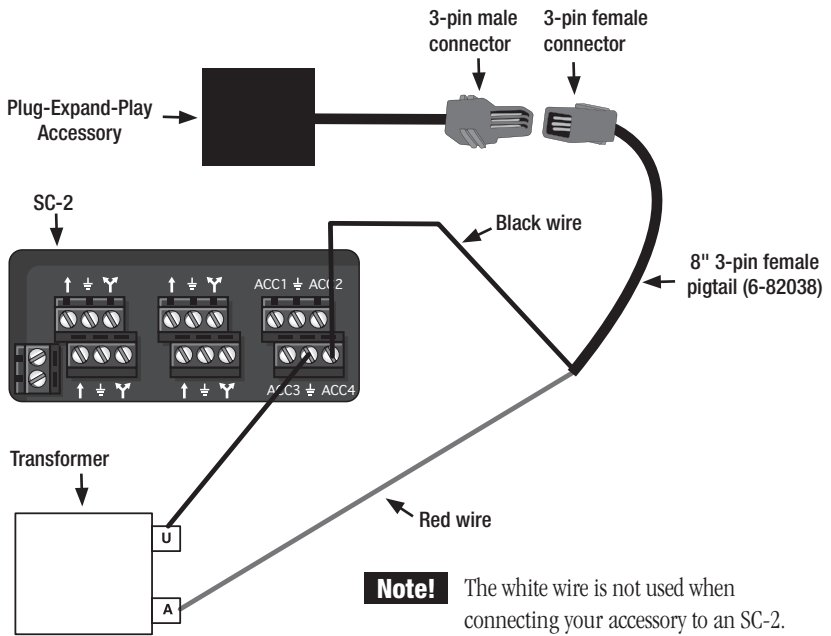 3-pin male
connector
3-pin female
connector
Plug-Expand-Play
Accessory
SC-2
Black wire
8" 3-pin female
pigtail (6-82038)
ACC1 ⏚ ACC2
ACC3 ⏚ ACC4
Transformer
U
Red wire
A
Note! The white wire is not used when
connecting your accessory to an SC-2.